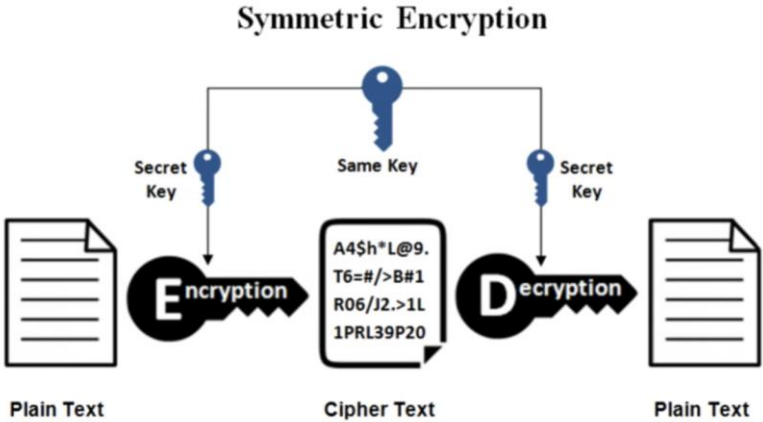 Symmetric Encryption
Same Key
Secret
Key
Secret
Key
Encryption
A4$h*L@9.
T6=#/>B#1
R06/J2.>1L
1PRL39P20
Decryption
Plain Text
Cipher Text
Plain Text